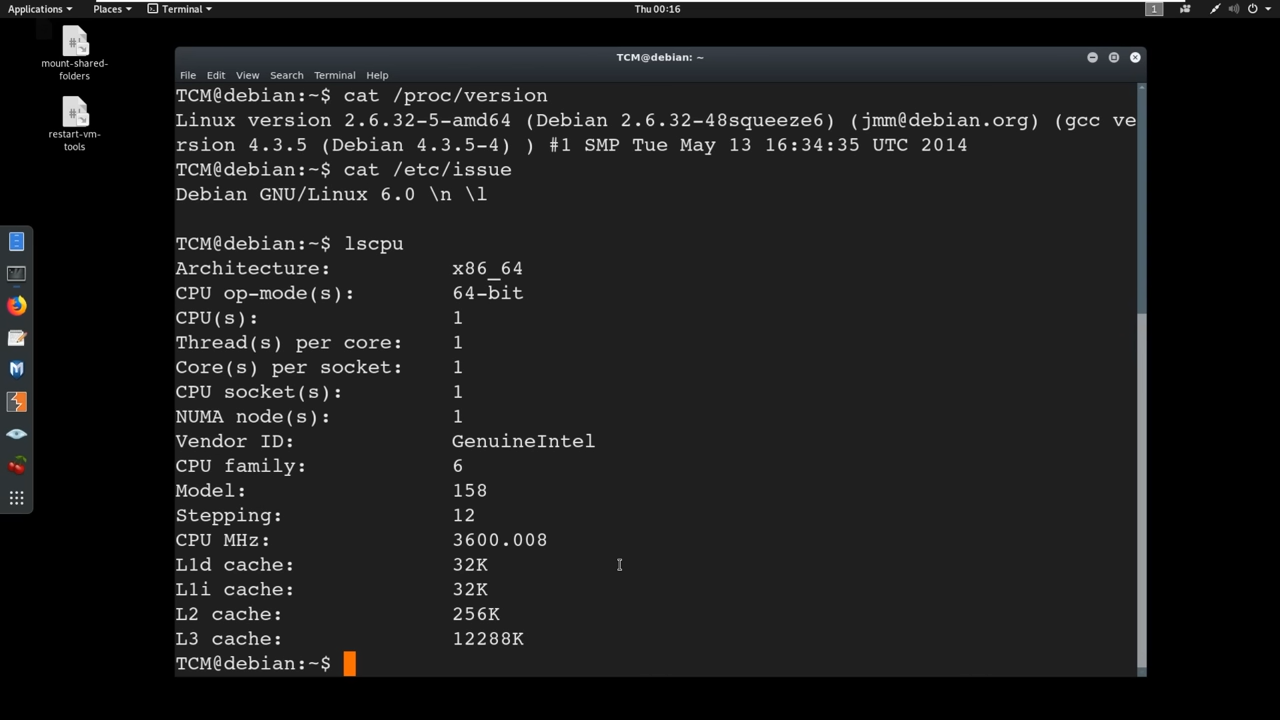 Applications Places Terminal Thu 00:16 1
mount-shared-
folders
restart-vm-
tools
TCM@debian: ~
File Edit View Search Terminal Help
TCM@debian:~$ cat /proc/version
Linux version 2.6.32-5-amd64 (Debian 2.6.32-48squeeze6) (jmm@debian.org) (gcc ve
rsion 4.3.5 (Debian 4.3.5-4) ) #1 SMP Tue May 13 16:34:35 UTC 2014
TCM@debian:~$ cat /etc/issue
Debian GNU/Linux 6.0 \n \l
TCM@debian:~$ lscpu
Architecture: x86_64
CPU op-mode(s): 64-bit
CPU(s): 1
Thread(s) per core: 1
Core(s) per socket: 1
CPU socket(s): 1
NUMA node(s): 1
Vendor ID: GenuineIntel
CPU family: 6
Model: 158
Stepping: 12
CPU MHz: 3600.008
L1d cache: 32K
L1i cache: 32K
L2 cache: 256K
L3 cache: 12288K
TCM@debian:~$